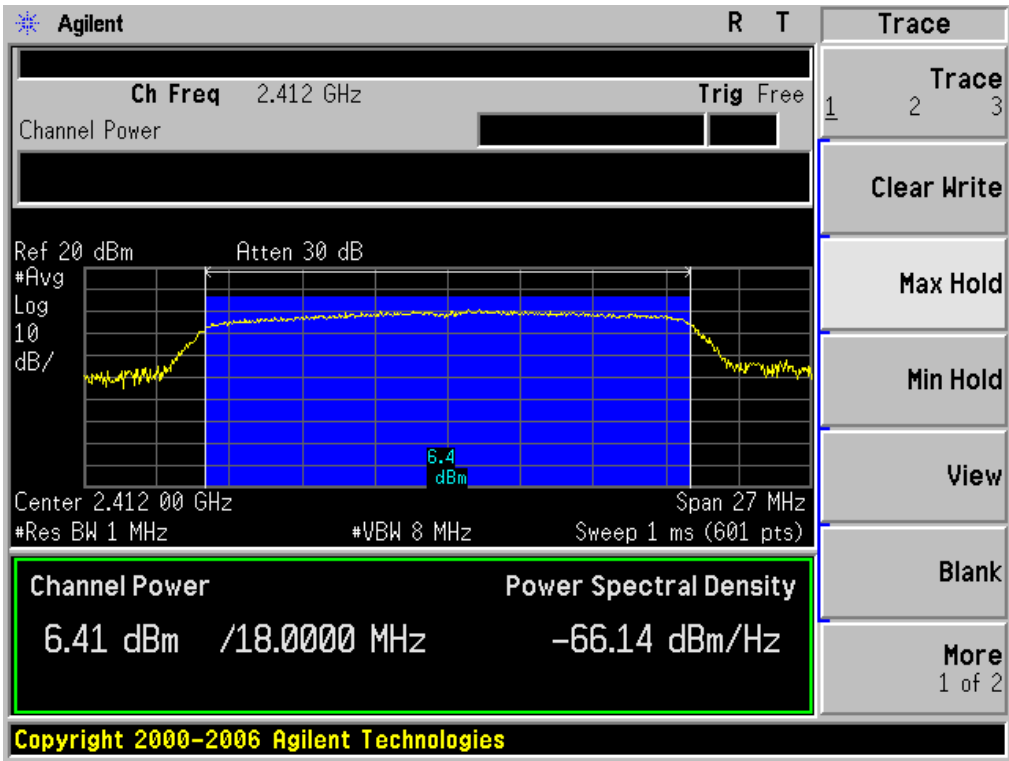 Agilent R T
Ch Freq 2.412 GHz Trig Free
Channel Power
Ref 20 dBm Atten 30 dB
#Avg
Log
10
dB/
6.4
dBm
Center 2.412 00 GHz Span 27 MHz
#Res BW 1 MHz #VBW 8 MHz Sweep 1 ms (601 pts)
Channel Power Power Spectral Density
6.41 dBm /18.0000 MHz -66.14 dBm/Hz
Copyright 2000-2006 Agilent Technologies
Trace
Trace
1 2 3
Clear Write
Max Hold
Min Hold
View
Blank
More
1 of 2